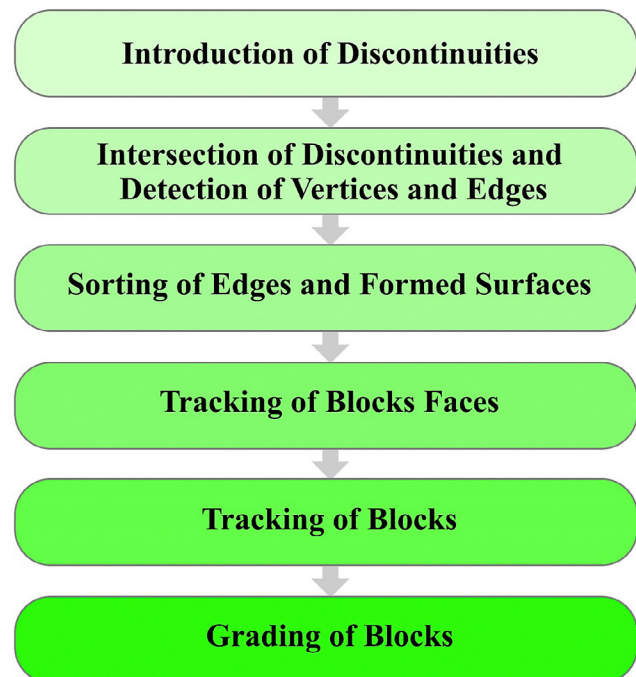 Introduction of Discontinuities
Intersection of Discontinuities and
Detection of Vertices and Edges
Sorting of Edges and Formed Surfaces
Tracking of Blocks Faces
Tracking of Blocks
Grading of Blocks